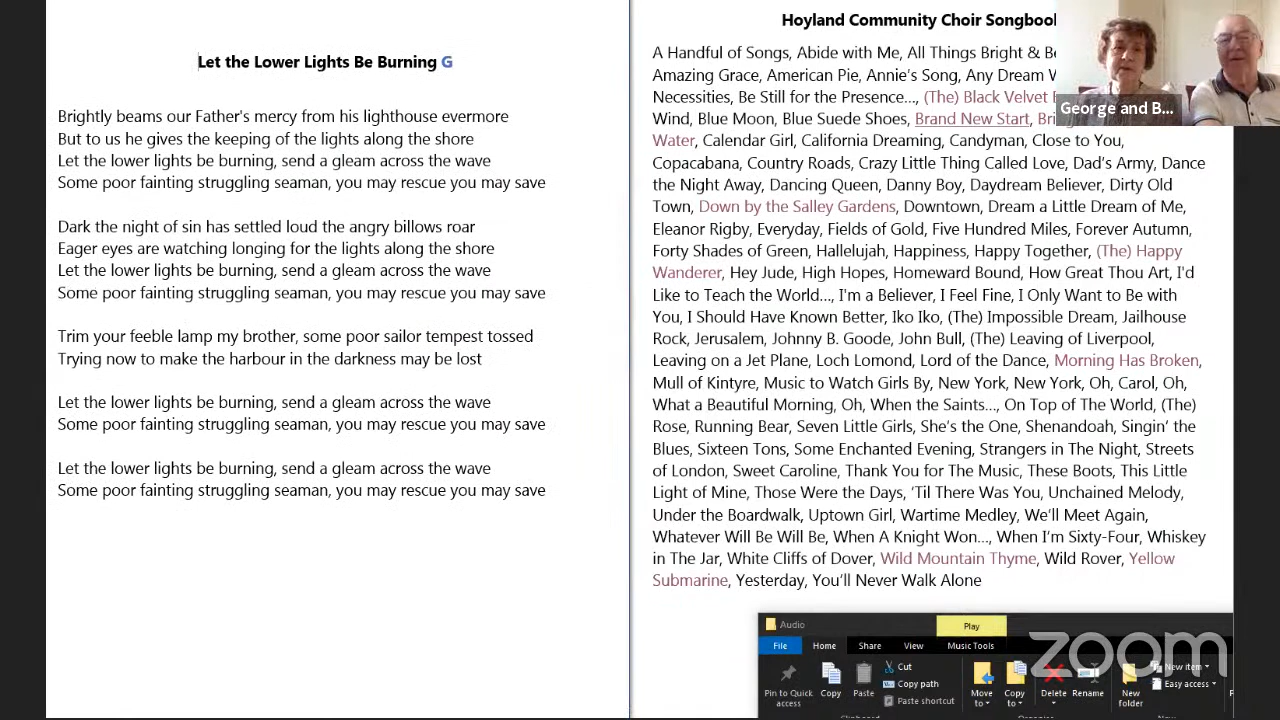 Let the Lower Lights Be Burning G
Brightly beams our Father's mercy from his lighthouse evermore
But to us he gives the keeping of the lights along the shore
Let the lower lights be burning, send a gleam across the wave
Some poor fainting struggling seaman, you may rescue you may save
Dark the night of sin has settled loud the angry billows roar
Eager eyes are watching longing for the lights along the shore
Let the lower lights be burning, send a gleam across the wave
Some poor fainting struggling seaman, you may rescue you may save
Trim your feeble lamp my brother, some poor sailor tempest tossed
Trying now to make the harbour in the darkness may be lost
Let the lower lights be burning, send a gleam across the wave
Some poor fainting struggling seaman, you may rescue you may save
Let the lower lights be burning, send a gleam across the wave
Some poor fainting struggling seaman, you may rescue you may save
Hoyland Community Choir
A Handful of Songs, Abide with Me, All Things Bright &
Amazing Grace, American Pie, Annie's Song, Any Dream
Necessities, Be Still for the Presence..., (The) Black Velvet
Wind, Blue Moon, Blue Suede Shoes, Brand New Start,
Water, Calendar Girl, California Dreaming, Candyman, Close to You,
Copacabana, Country Roads, Crazy Little Thing Called Love, Dad's Army, Dance
the Night Away, Dancing Queen, Danny Boy, Daydream Believer, Dirty Old
Town, Down by the Salley Gardens, Downtown, Dream a Little Dream of Me,
Eleanor Rigby, Everyday, Fields of Gold, Five Hundred Miles, Forever Autumn,
Forty Shades of Green, Hallelujah, Happiness, Happy Together, (The) Happy
Wanderer, Hey Jude, High Hopes, Homeward Bound, How Great Thou Art, I'd
Like to Teach the World..., I'm a Believer, I Feel Fine, I Only Want to Be with
You, I Should Have Known Better, Iko Iko, (The) Impossible Dream, Jailhouse
Rock, Jerusalem, Johnny B. Goode, John Bull, (The) Leaving of Liverpool,
Leaving on a Jet Plane, Loch Lomond, Lord of the Dance, Morning Has Broken,
Mull of Kintyre, Music to Watch Girls By, New York, New York, Oh, Carol, Oh,
What a Beautiful Morning, Oh, When the Saints..., On Top of The World, (The)
Rose, Running Bear, Seven Little Girls, She's the One, Shenandoah, Singin' the
Blues, Sixteen Tons, Some Enchanted Evening, Strangers in The Night, Streets
of London, Sweet Caroline, Thank You for The Music, These Boots, This Little
Light of Mine, Those Were the Days, 'Til There Was You, Unchained Melody,
Under the Boardwalk, Uptown Girl, Wartime Medley, We'll Meet Again,
Whatever Will Be Will Be, When A Knight Won..., When I'm Sixty-Four, Whiskey
in The Jar, White Cliffs of Dover, Wild Mountain Thyme, Wild Rover, Yellow
Submarine, Yesterday, You'll Never Walk Alone
George and B...
Audio Play
File Home Share View Music Tools
Pin to Quick access
Copy
Paste
Cut
Copy path
Paste shortcut
Move to
Copy to
Delete
Rename
New folder
New item
Easy access
zoom